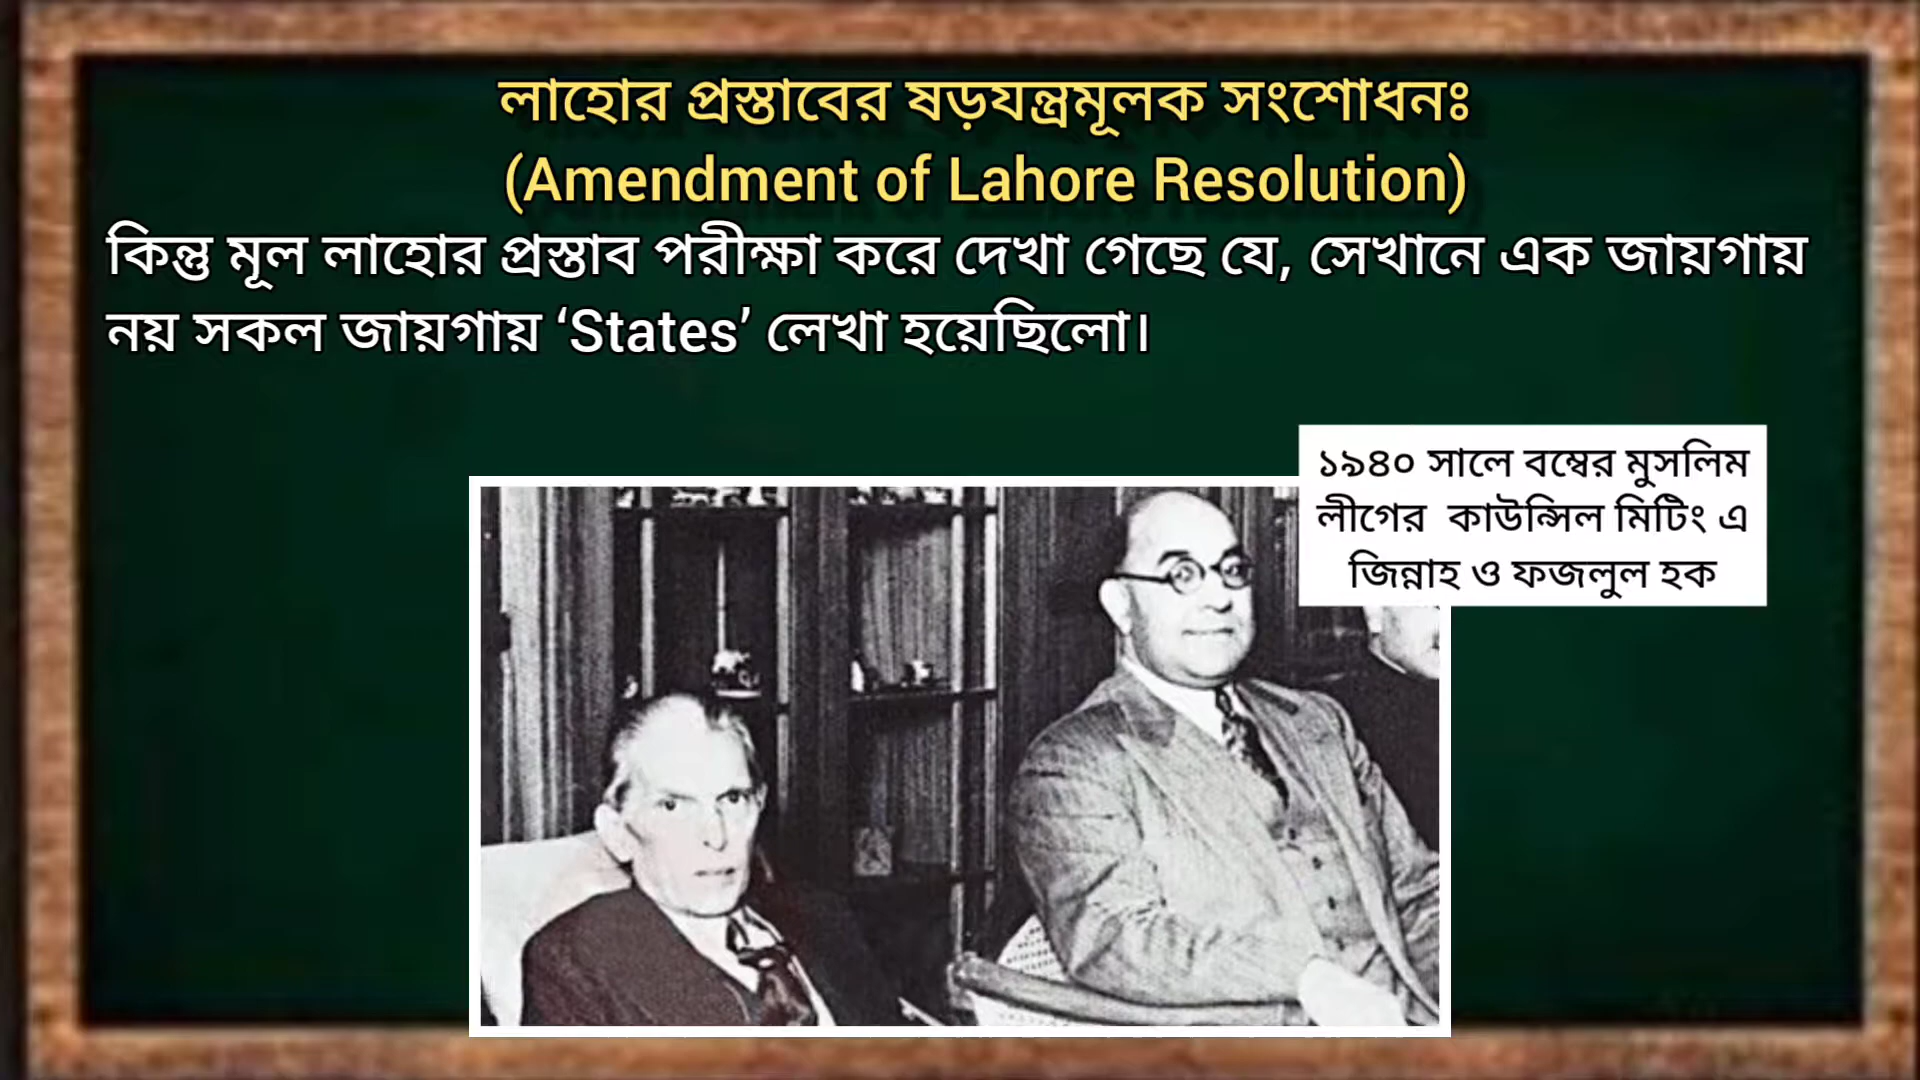 লাহোর প্রস্তাবের ষড়যন্ত্রমূলক সংশোধনঃ
(Amendment of Lahore Resolution)
কিন্তু মূল লাহোর প্রস্তাব পরীক্ষা করে দেখা গেছে যে, সেখানে এক জায়গায়
নয় সকল জায়গায় ‘States’ লেখা হয়েছিলো।
১৯৪০ সালে বম্বের মুসলিম
লীগের কাউন্সিল মিটিং এ
জিন্নাহ ও ফজলুল হক